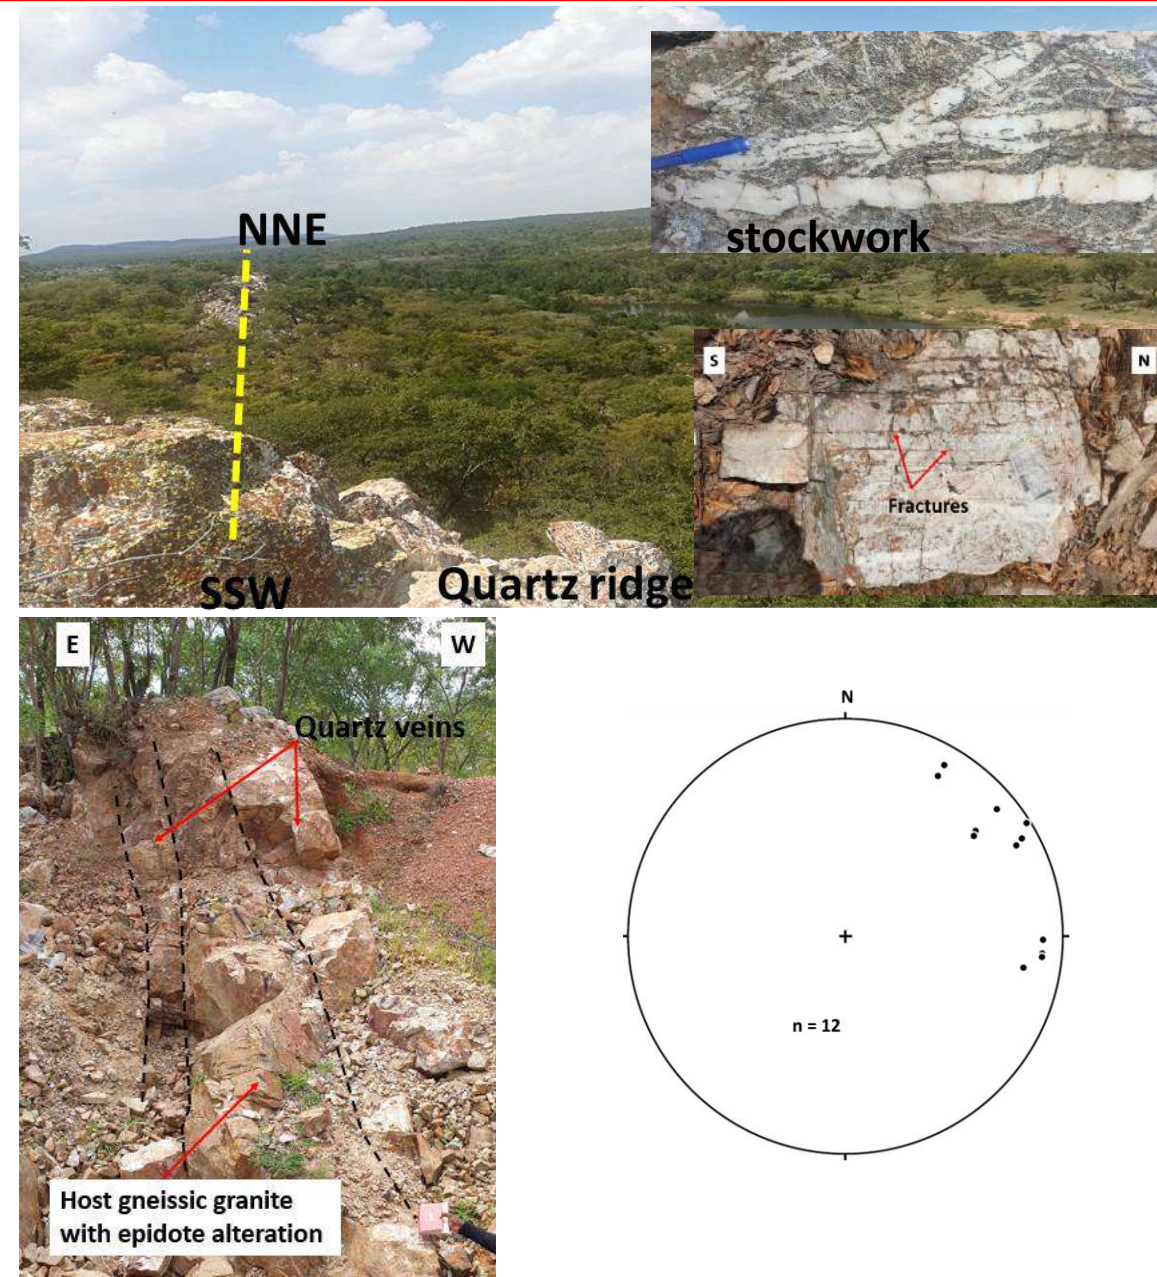 NNE
stockwork
S
N
Fractures
SSW
Quartz ridge
E
W
Quartz veins
N
n = 12
Host gneissic granite
with epidote alteration